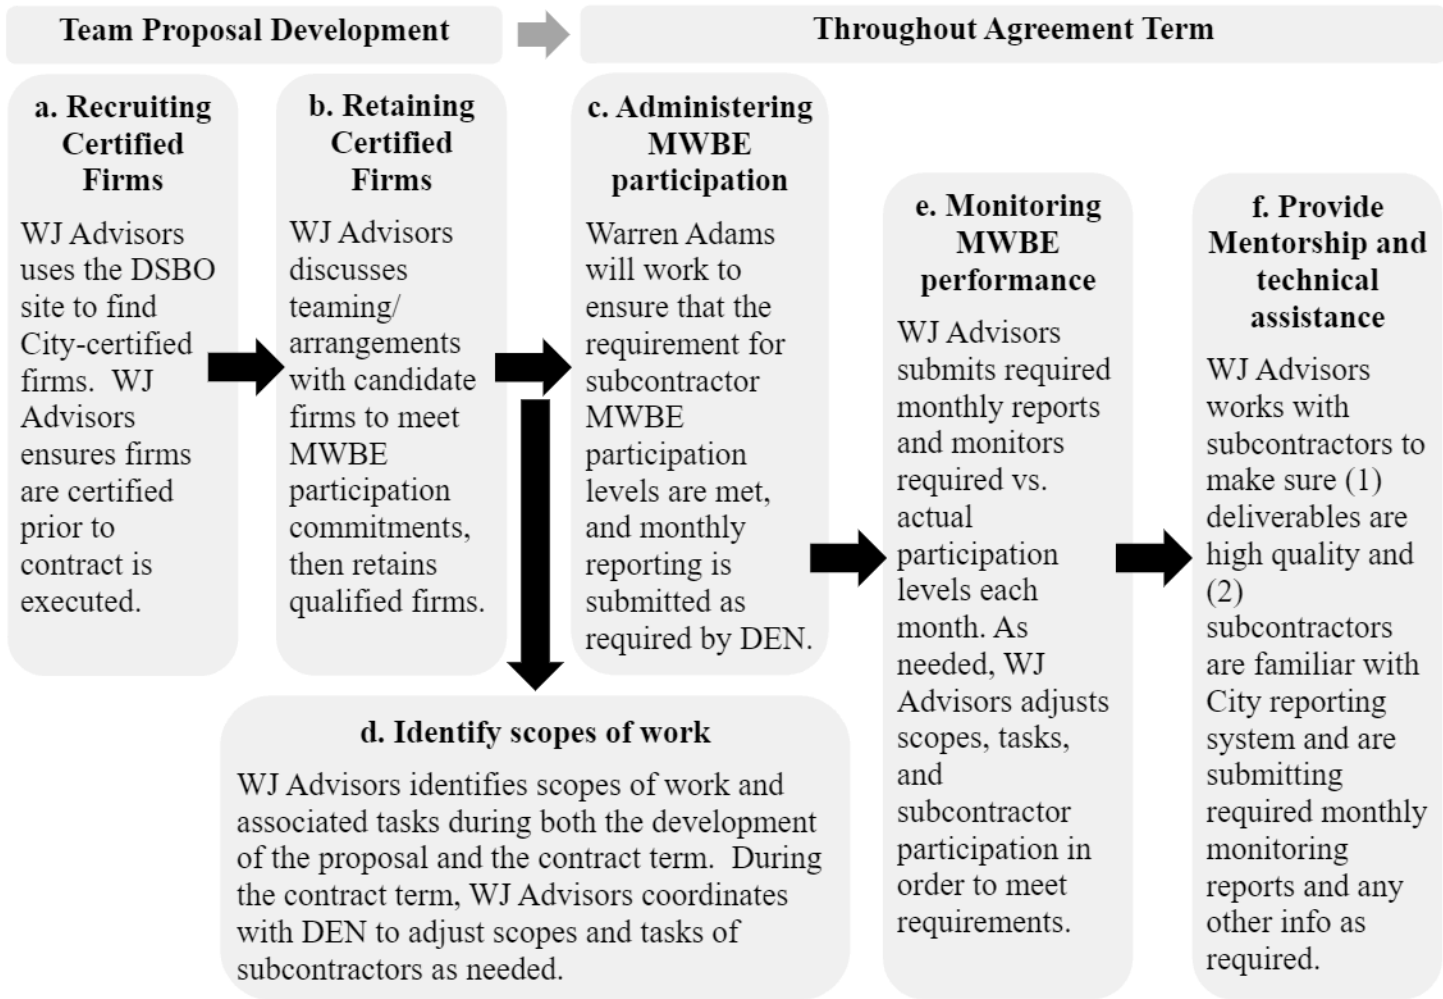 Team Proposal Development
Throughout Agreement Term
a. Recruiting
Certified
Firms
WJ Advisors
uses the DSBO
site to find
City-certified
firms.  WJ
Advisors
ensures firms
are certified
prior to
contract is
executed.
b. Retaining
Certified
Firms
WJ Advisors
discusses
teaming/
arrangements
with candidate
firms to meet
MWBE
participation
commitments,
then retains
qualified firms.
c. Administering
MWBE
participation
Warren Adams
will work to
ensure that the
requirement for
subcontractor
MWBE
participation
levels are met,
and monthly
reporting is
submitted as
required by DEN.
d. Identify scopes of work
WJ Advisors identifies scopes of work and
associated tasks during both the development
of the proposal and the contract term.  During
the contract term, WJ Advisors coordinates
with DEN to adjust scopes and tasks of
subcontractors as needed.
e. Monitoring
MWBE
performance
WJ Advisors
submits required
monthly reports
and monitors
required vs.
actual
participation
levels each
month. As
needed, WJ
Advisors adjusts
scopes, tasks,
and
subcontractor
participation in
order to meet
requirements.
f. Provide
Mentorship and
technical
assistance
WJ Advisors
works with
subcontractors to
make sure (1)
deliverables are
high quality and
(2)
subcontractors
are familiar with
City reporting
system and are
submitting
required monthly
monitoring
reports and any
other info as
required.